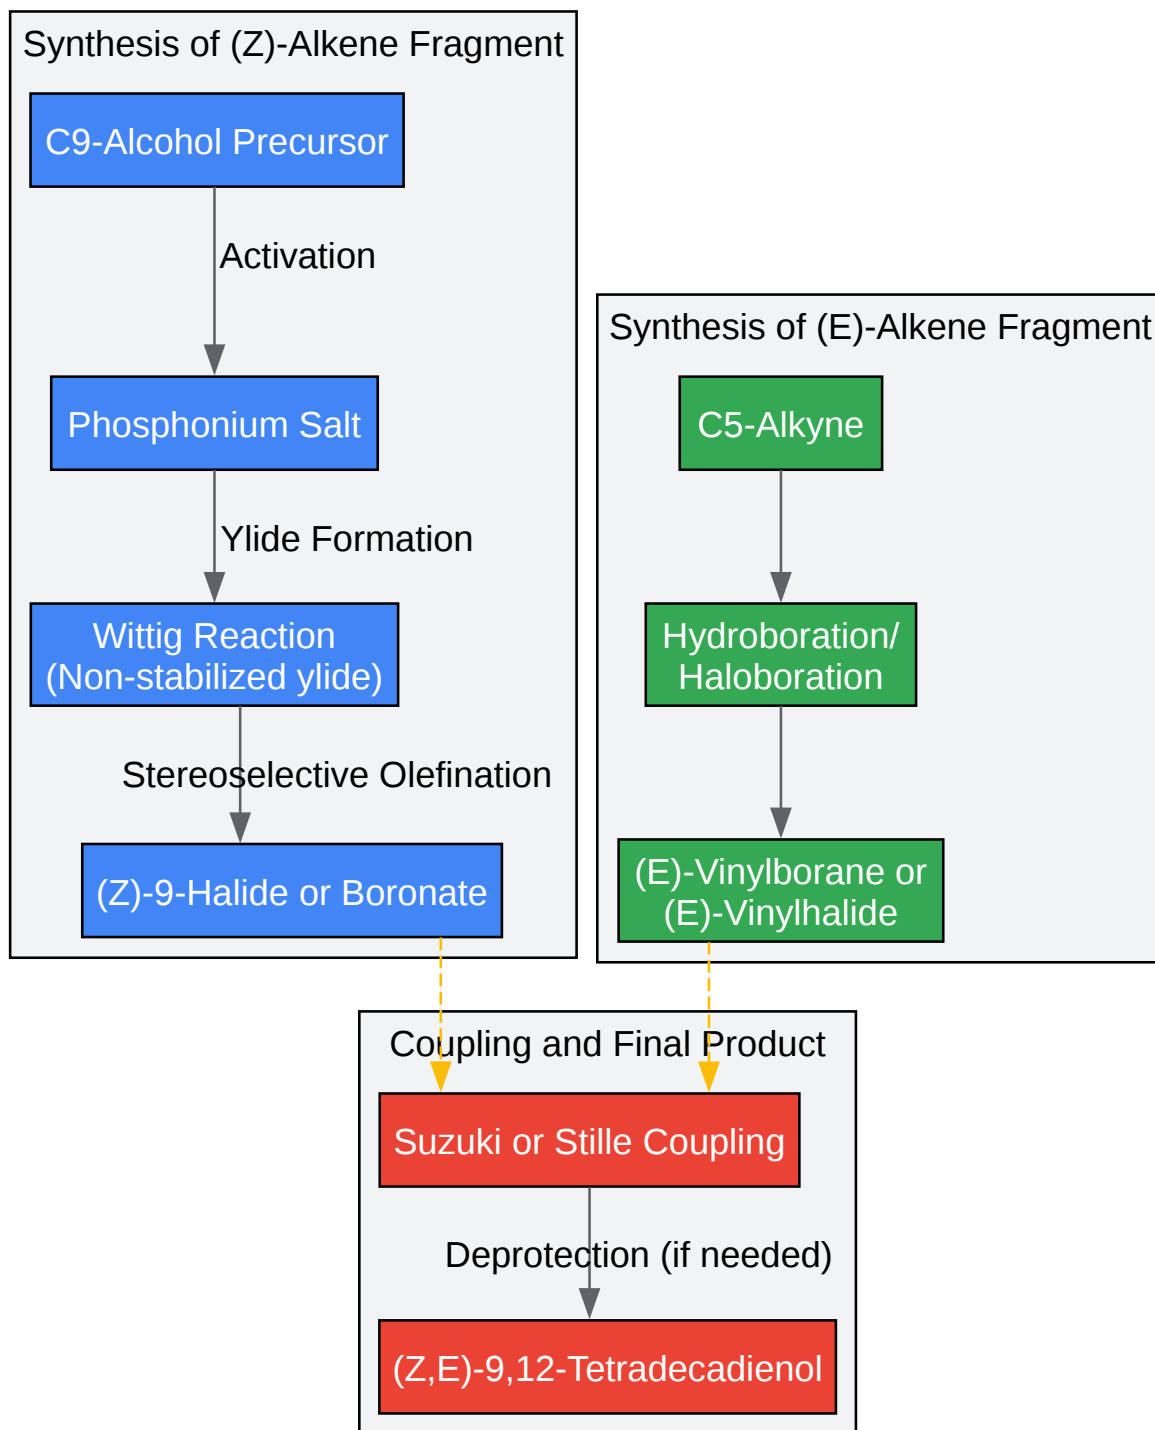 Synthesis of (Z)-Alkene Fragment
C9-Alcohol Precursor
Activation
Phosphonium Salt
Ylide Formation
Wittig Reaction
(Non-stabilized ylide)
Stereoselective Olefination
(Z)-9-Halide or Boronate
Synthesis of (E)-Alkene Fragment
C5-Alkyne
Hydroboration/
Haloboration
(E)-Vinylborane or
(E)-Vinylhalide
Coupling and Final Product
Suzuki or Stille Coupling
Deprotection (if needed)
(Z,E)-9,12-Tetradecadienol